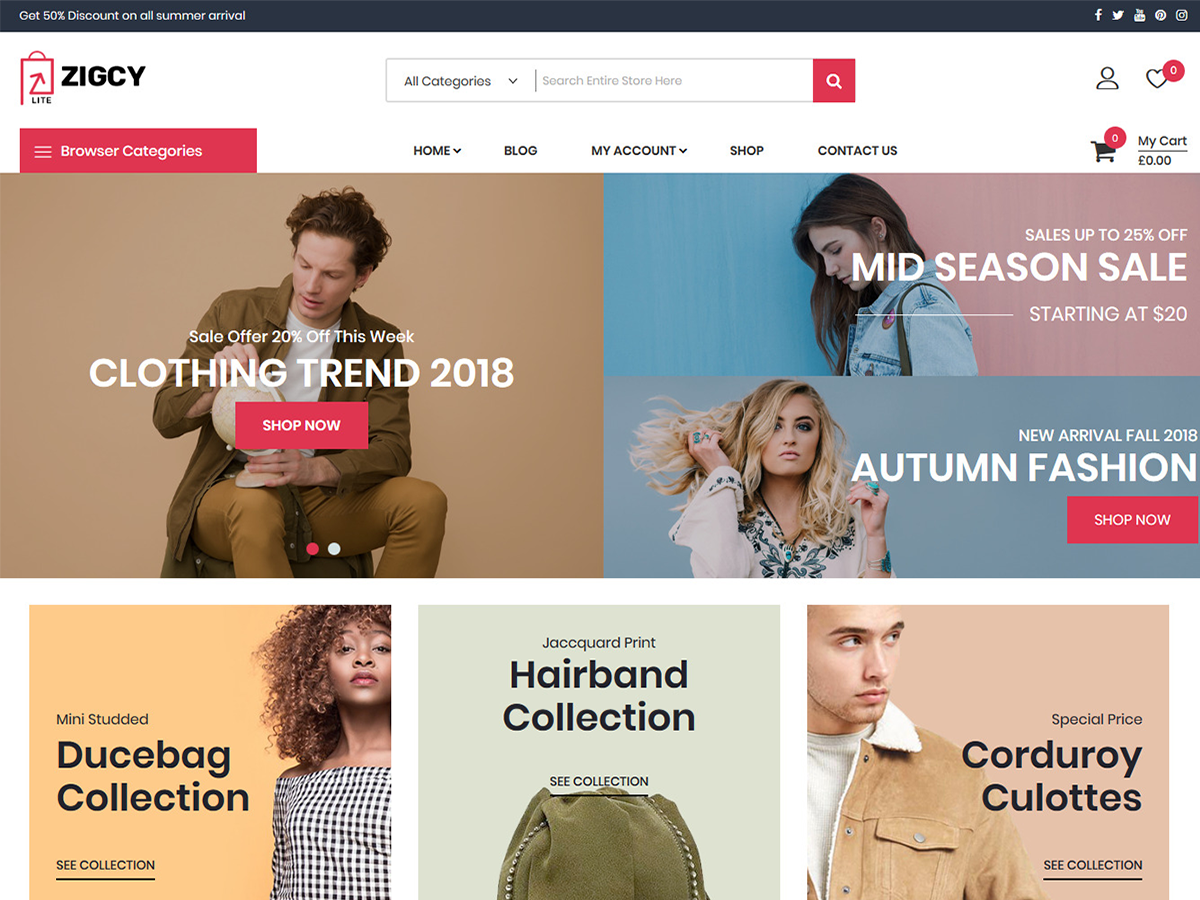 Get 50% Discount on all summer arrival
ZIGCY
LITE
All Categories
Search Entire Store Here
0
Browser Categories
HOME
BLOG
MY ACCOUNT
SHOP
CONTACT US
0
My Cart
£0.00
Sale Offer 20% Off This Week
CLOTHING TREND 2018
SHOP NOW
SALES UP TO 25% OFF
MID SEASON SALE
STARTING AT $20
NEW ARRIVAL FALL 2018
AUTUMN FASHION
SHOP NOW
Mini Studded
Ducebag
Collection
SEE COLLECTION
Jaccquard Print
Hairband
Collection
SEE COLLECTION
Special Price
Corduroy
Culottes
SEE COLLECTION